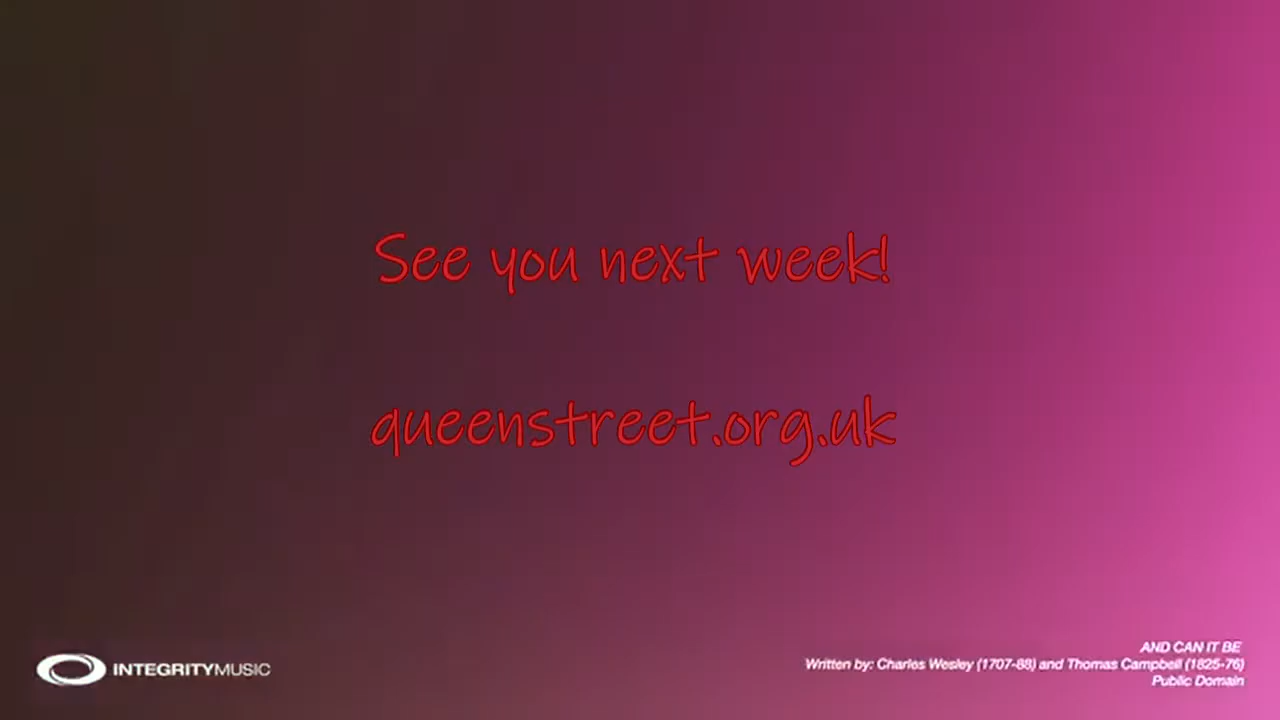 See you next week!
queenstreet.org.uk
INTEGRITYMUSIC
AND CAN IT BE
Written by: Charles Wesley (1707-88) and Thomas Campbell (1825-76)
Public Domain